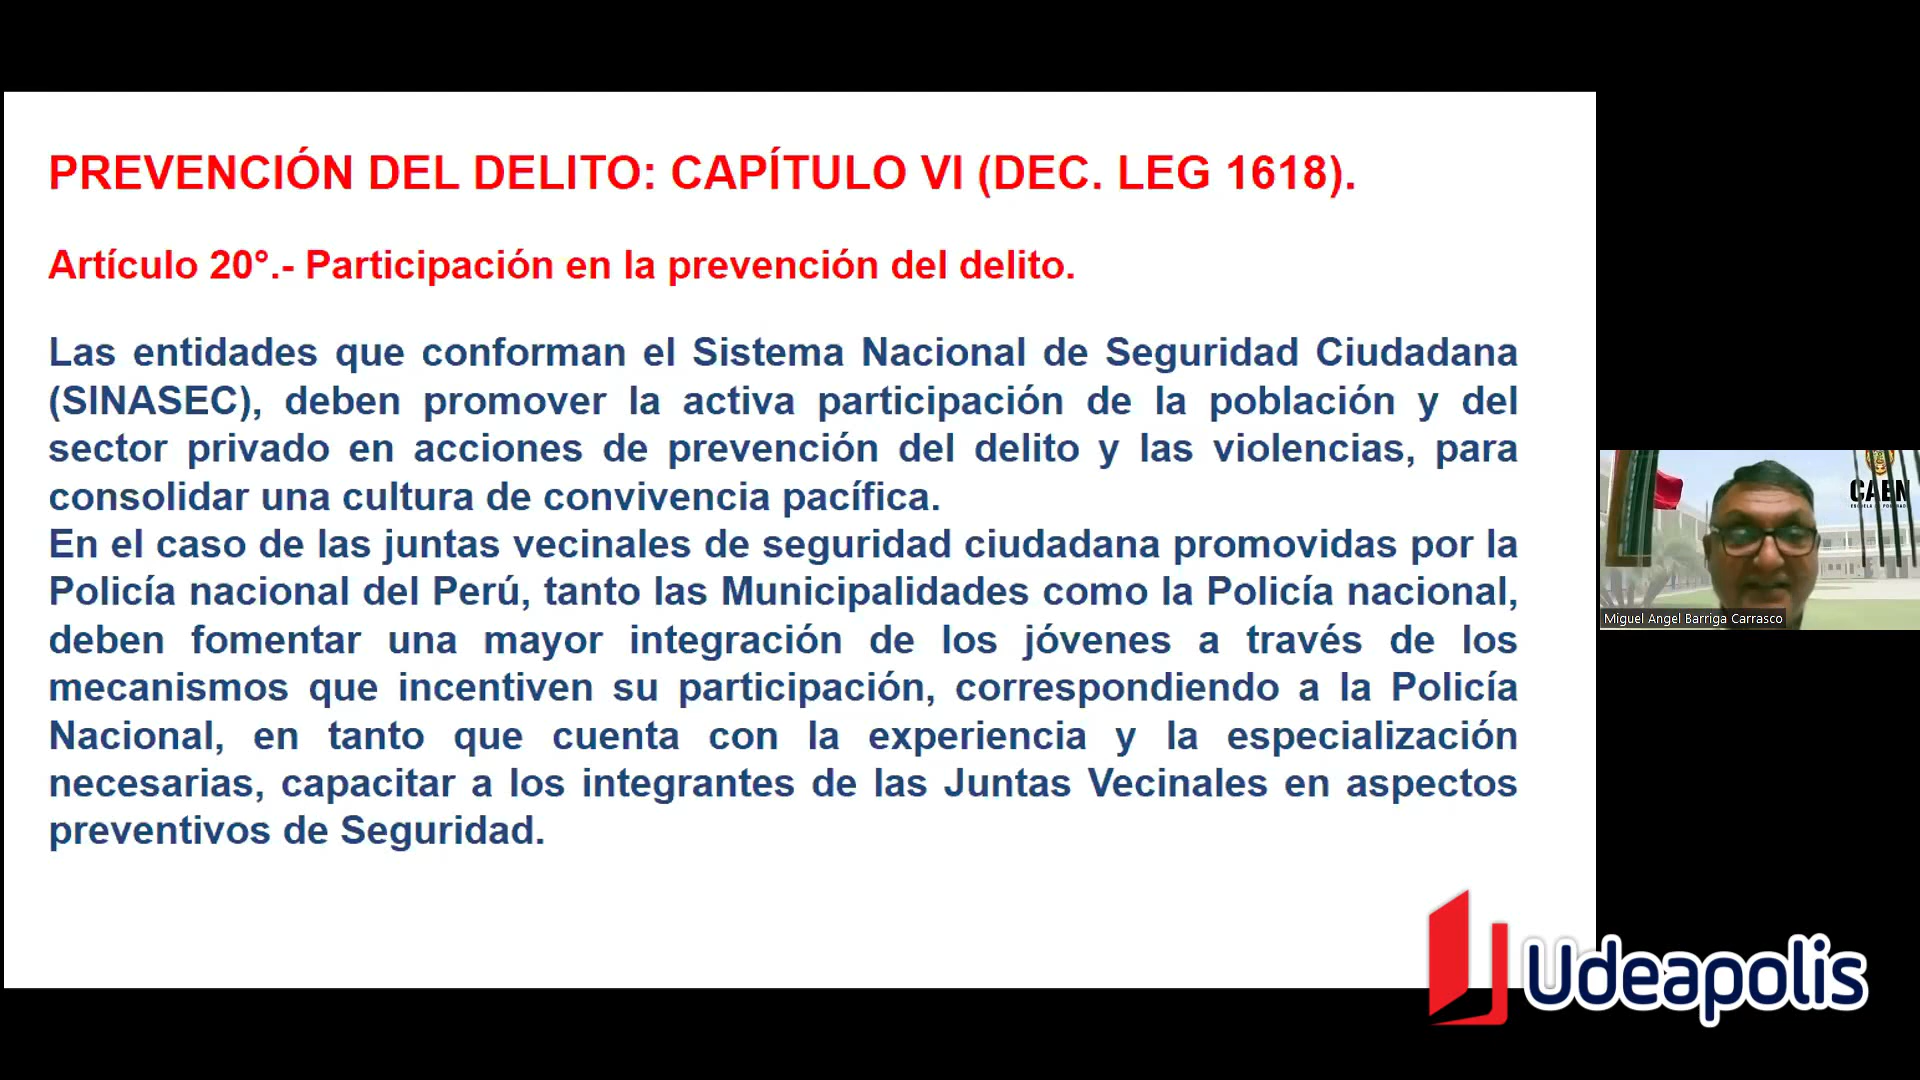 PREVENCIÓN DEL DELITO: CAPÍTULO VI (DEC. LEG 1618).
Artículo 20°.- Participación en la prevención del delito.
Las entidades que conforman el Sistema Nacional de Seguridad Ciudadana
(SINASEC), deben promover la activa participación de la población y del
sector privado en acciones de prevención del delito y las violencias, para
consolidar una cultura de convivencia pacífica.
En el caso de las juntas vecinales de seguridad ciudadana promovidas por la
Policía nacional del Perú, tanto las Municipalidades como la Policía nacional,
deben fomentar una mayor integración de los jóvenes a través de los
mecanismos que incentiven su participación, correspondiendo a la Policía
Nacional, en tanto que cuenta con la experiencia y la especialización
necesarias, capacitar a los integrantes de las Juntas Vecinales en aspectos
preventivos de Seguridad.
CAEN
Miguel Angel Barriga Carrasco
Udeapolis